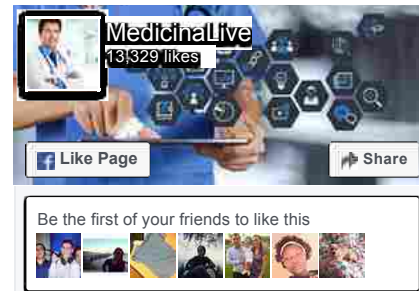 MedicinaLive
13,329 likes
Like Page
Share
Be the first of your friends to like this